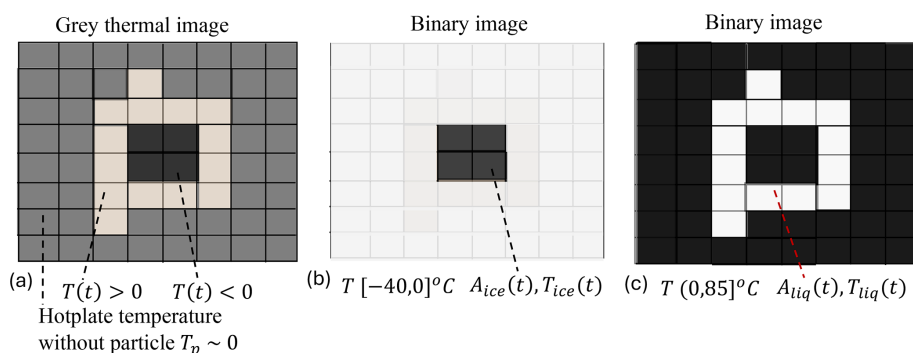 Grey thermal image
Binary image
Binary image
(a)
T(t) > 0
T(t) < 0
Hotplate temperature
without particle Tₚ ~ 0
(b)
T [−40,0]°C A_ice(t), T_ice(t)
(c)
T (0,85]°C A_liq(t), T_liq(t)